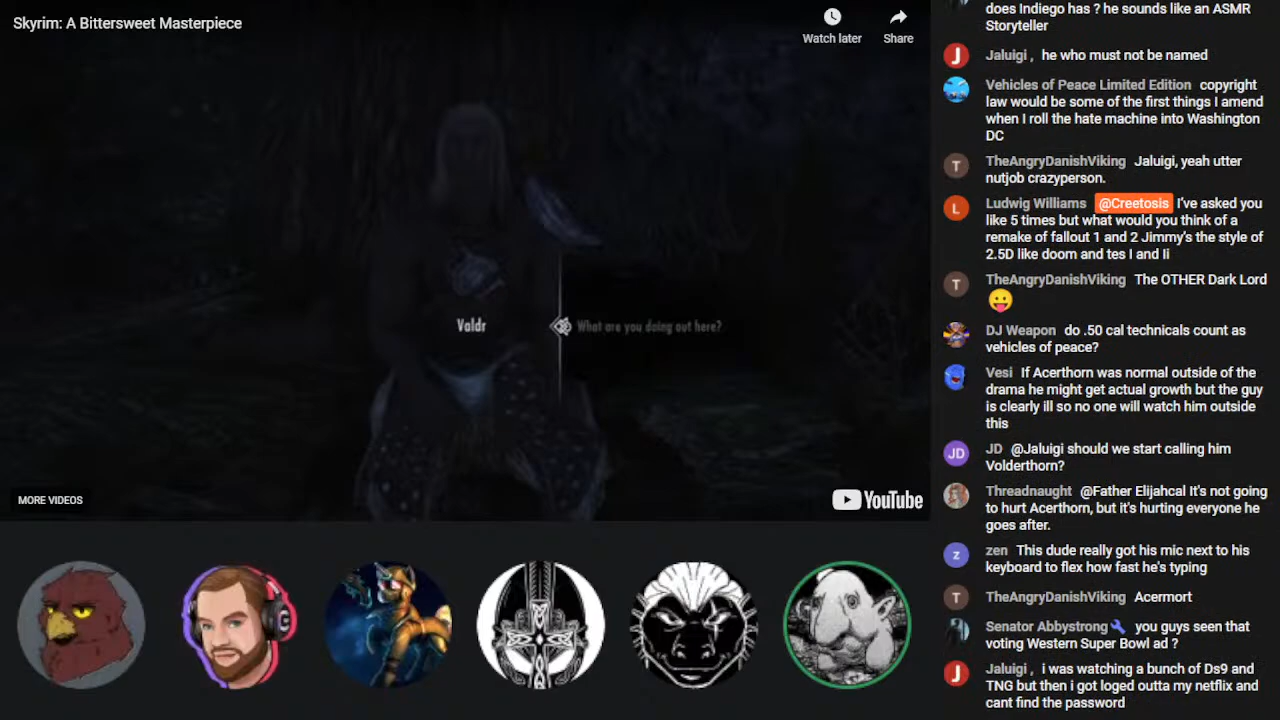 Skyrim: A Bittersweet Masterpiece
Watch later
Share
Valdr
What are you doing out here?
MORE VIDEOS
YouTube
does Indiego has ? he sounds like an ASMR
Storyteller
J
Jaluigi , he who must not be named
Vehicles of Peace Limited Edition copyright
law would be some of the first things I amend
when I roll the hate machine into Washington
DC
T
TheAngryDanishViking Jaluigi, yeah utter
nutjob crazyperson.
L
Ludwig Williams @Creetosis I've asked you
like 5 times but what would you think of a
remake of fallout 1 and 2 Jimmy's the style of
2.5D like doom and tes I and Ii
T
TheAngryDanishViking The OTHER Dark Lord
😛
DJ Weapon do .50 cal technicals count as
vehicles of peace?
Vesi If Acerthorn was normal outside of the
drama he might get actual growth but the guy
is clearly ill so no one will watch him outside
this
JD
JD @Jaluigi should we start calling him
Volderthorn?
Threadnaught @Father Elijahcal It's not going
to hurt Acerthorn, but it's hurting everyone he
goes after.
z
zen This dude really got his mic next to his
keyboard to flex how fast he's typing
T
TheAngryDanishViking Acermort
Senator Abbystrong🔧 you guys seen that
voting Western Super Bowl ad ?
J
Jaluigi , i was watching a bunch of Ds9 and
TNG but then i got loged outta my netflix and
cant find the password